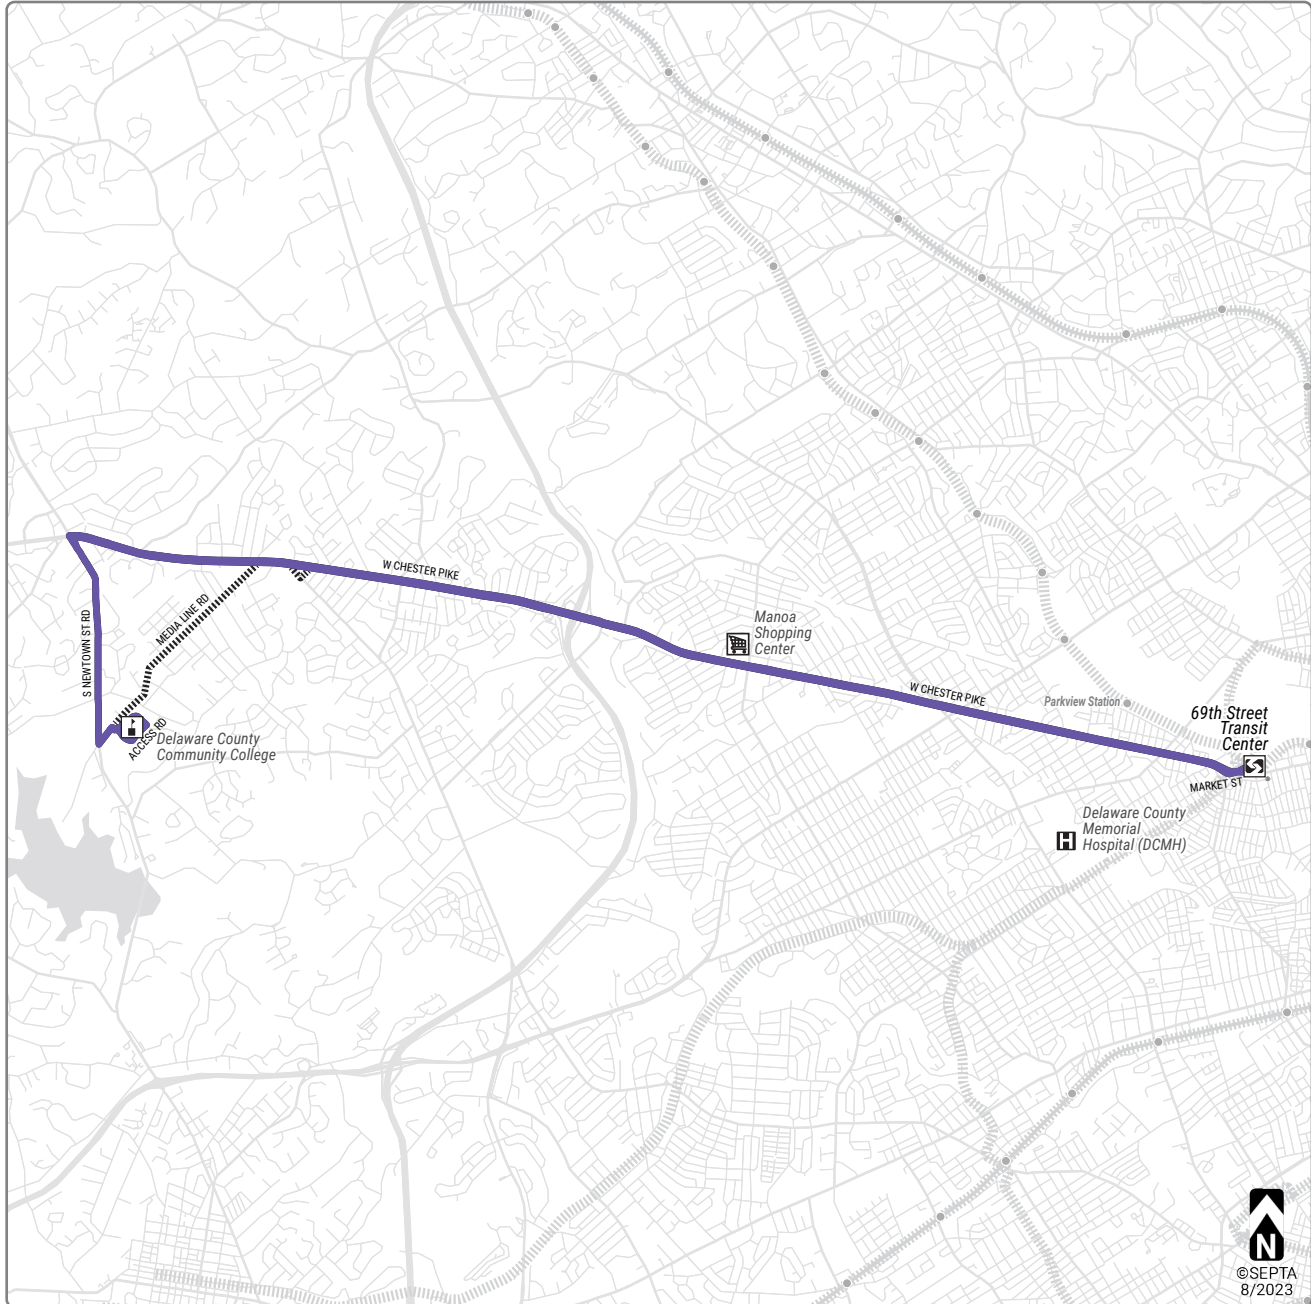 W CHESTER PIKE
Manoa
Shopping
Center
S NEWTOWN ST RD
MEDIA LINE RD
W CHESTER PIKE
Parkview Station
69th Street
Transit
Center
ACCESS RD
Delaware County
Community College
MARKET ST
Delaware County
Memorial
Hospital (DCMH)
H
N
©SEPTA
8/2023